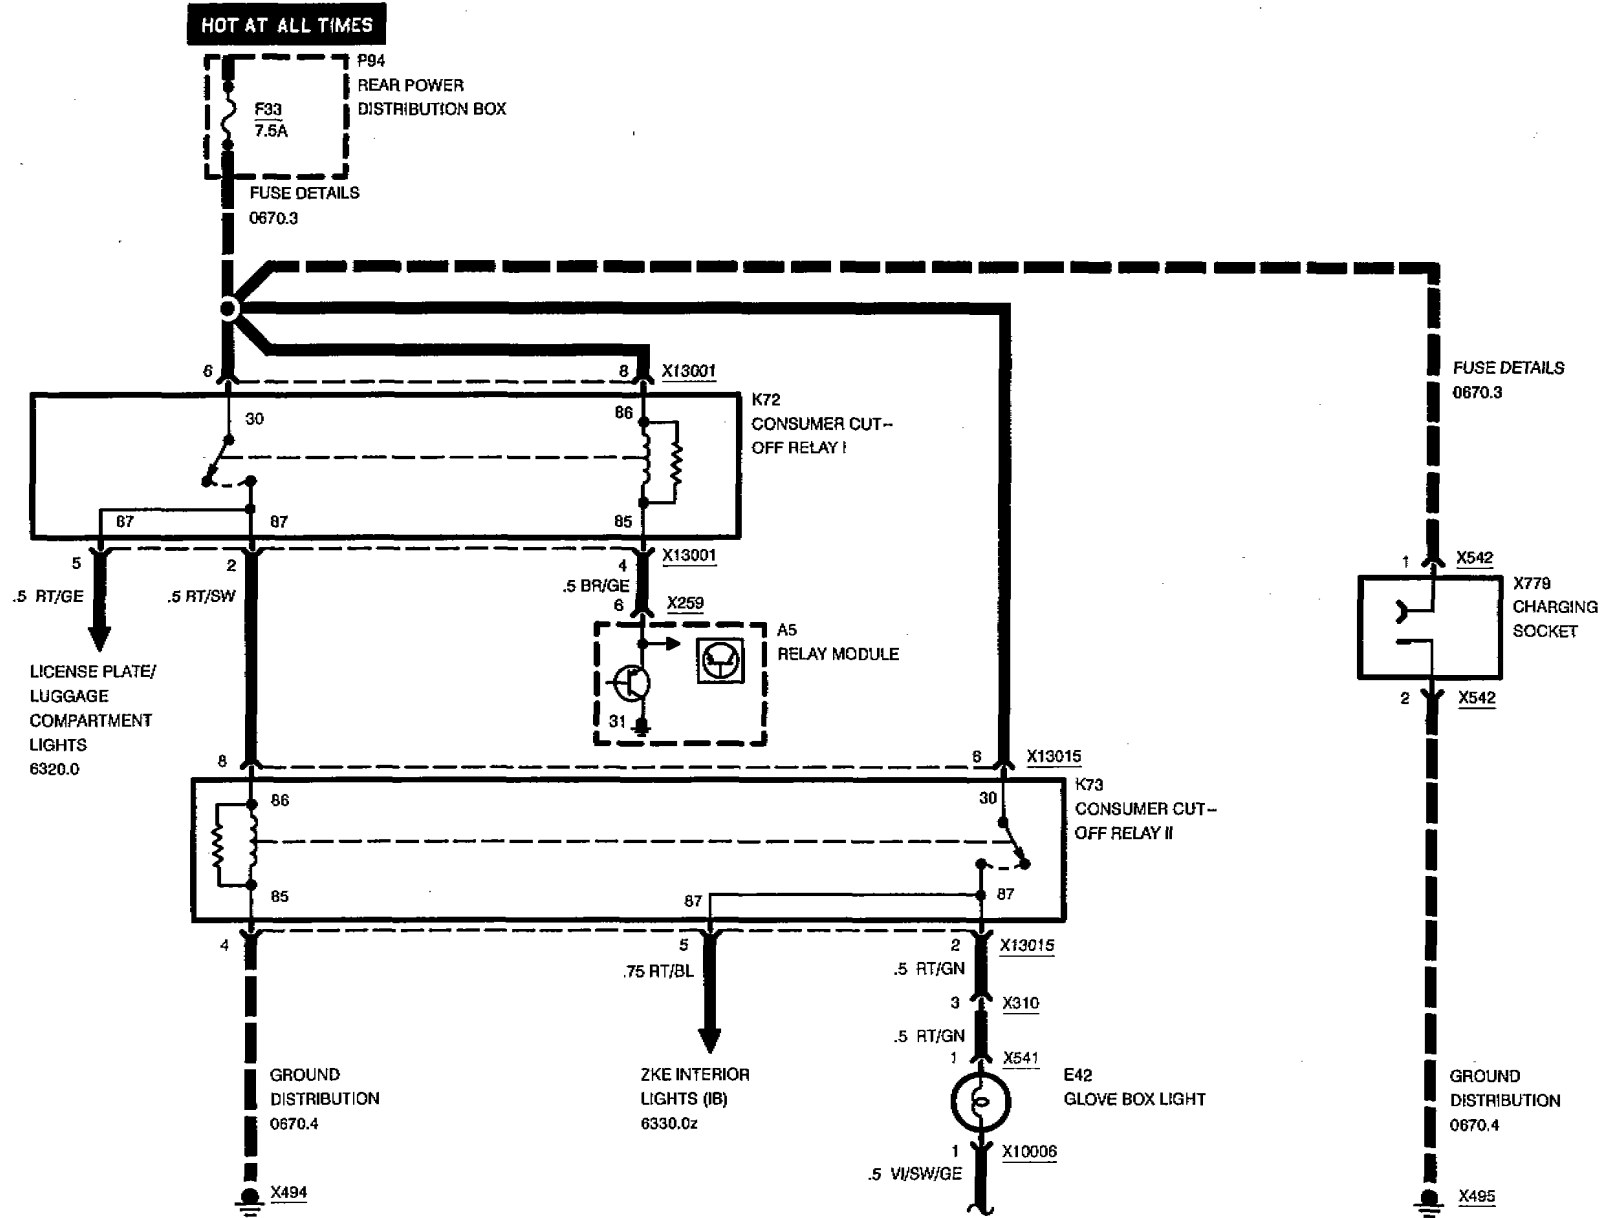 HOT AT ALL TIMES
P94
REAR POWER
DISTRIBUTION BOX
F33
7.5A
FUSE DETAILS
0670.3
6
8
X13001
FUSE DETAILS
0670.3
K72
CONSUMER CUT-
OFF RELAY I
30
86
87
87
85
5
2
4
X13001
.5 RT/GE
.5 RT/SW
.5 BR/GE
6
X259
1
X542
X779
CHARGING
SOCKET
A5
RELAY MODULE
31
LICENSE PLATE/
LUGGAGE
COMPARTMENT
LIGHTS
6320.0
2
X542
8
6
X13015
K73
CONSUMER CUT-
OFF RELAY II
86
30
85
87
87
4
5
2
X13015
.75 RT/BL
.5 RT/GN
3
X310
.5 RT/GN
1
X541
GROUND
DISTRIBUTION
0670.4
ZKE INTERIOR
LIGHTS (IB)
6330.0z
E42
GLOVE BOX LIGHT
GROUND
DISTRIBUTION
0670.4
1
X10006
.5 VI/SW/GE
X494
X495